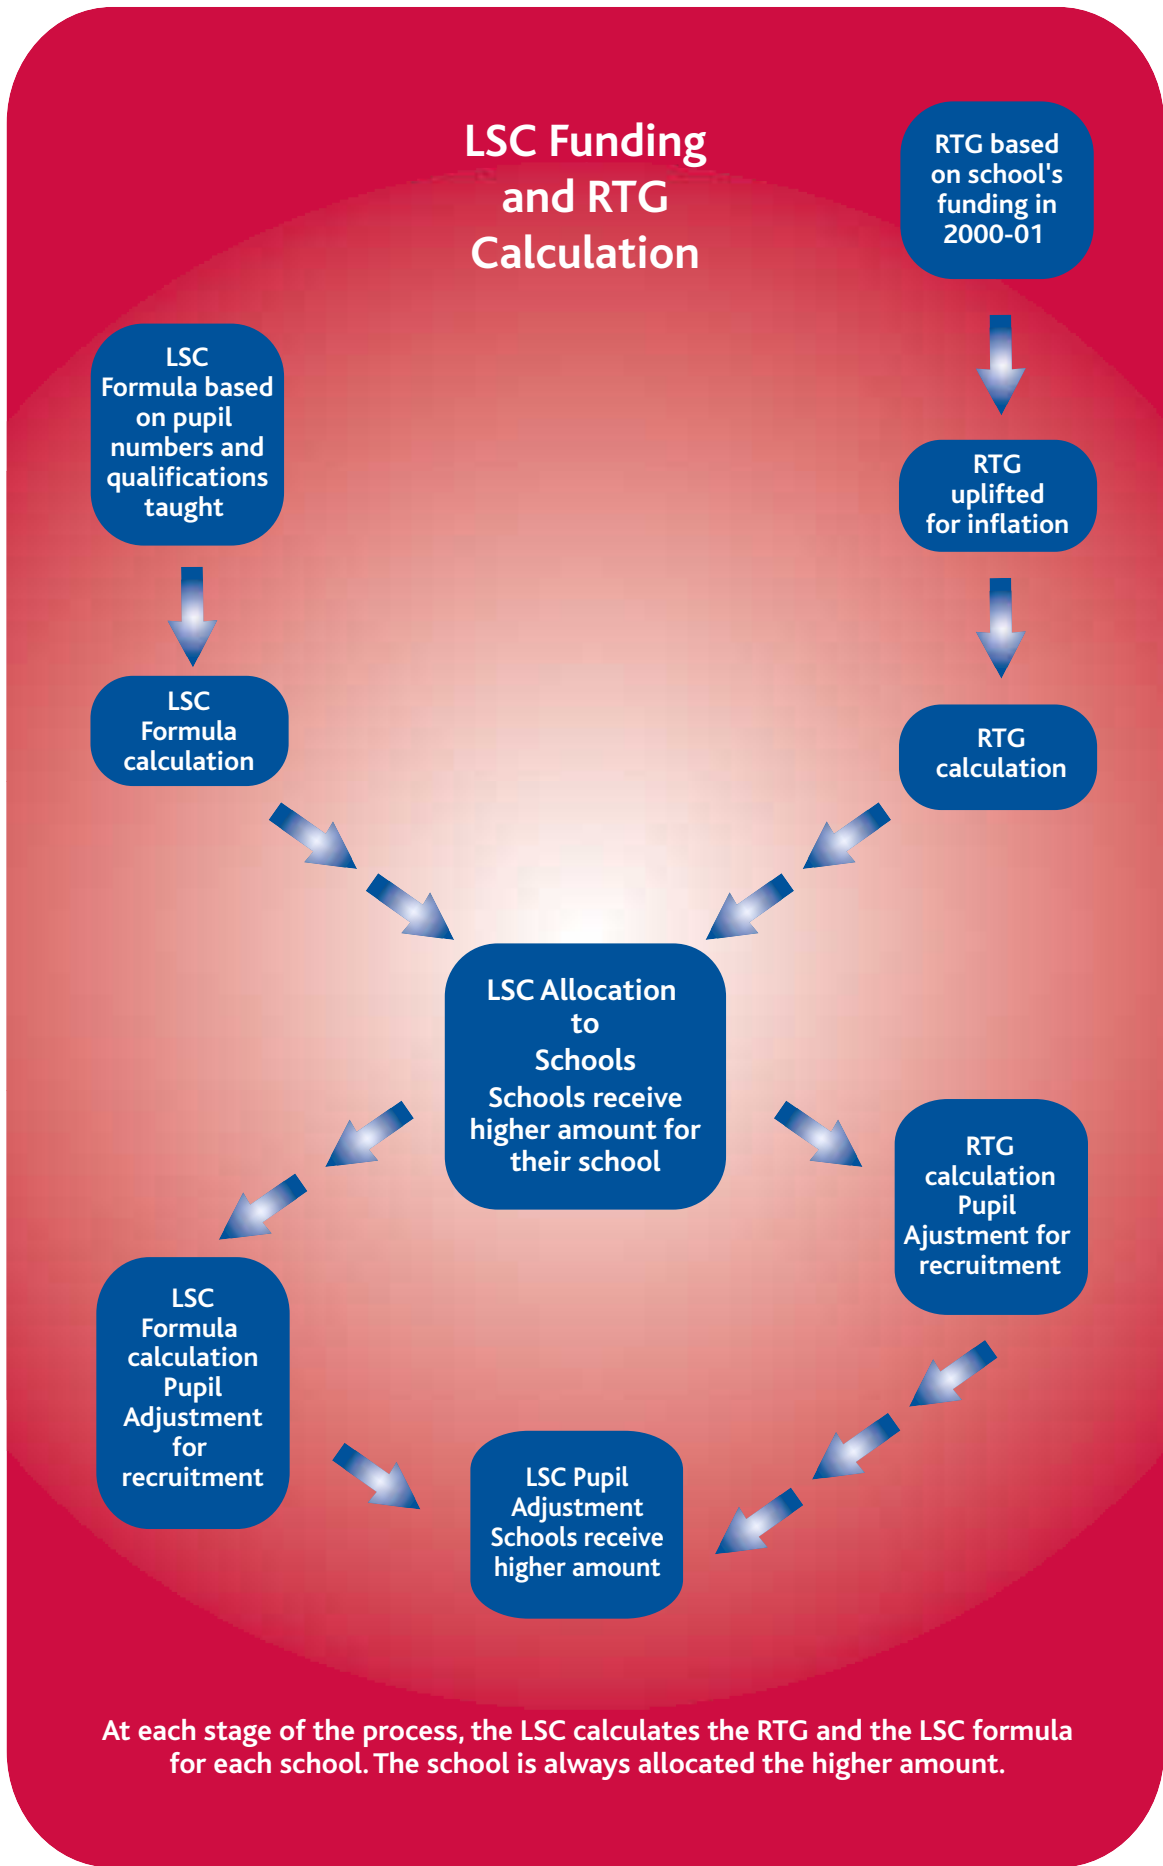 LSC Funding
and RTG
Calculation
RTG based
on school's
funding in
2000-01
LSC
Formula based
on pupil
numbers and
qualifications
taught
RTG
uplifted
for inflation
LSC
Formula
calculation
RTG
calculation
LSC Allocation
to
Schools
Schools receive
higher amount for
their school
RTG
calculation
Pupil
Ajustment for
recruitment
LSC
Formula
calculation
Pupil
Adjustment
for
recruitment
LSC Pupil
Adjustment
Schools receive
higher amount
At each stage of the process, the LSC calculates the RTG and the LSC formula
for each school. The school is always allocated the higher amount.